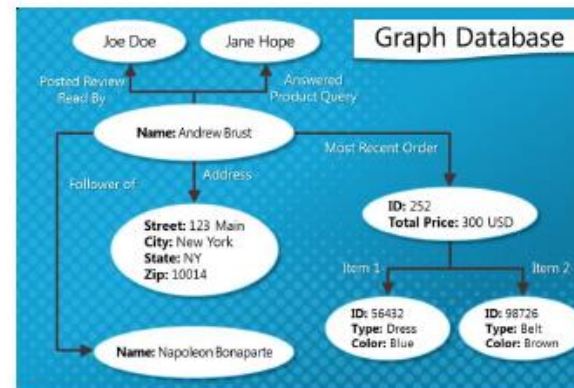 Graph Database
Joe Doe
Jane Hope
Posted Review
Read By
Answered
Product Query
Name: Andrew Brust
Most Recent Order
Follower of
Address
Street: 123 Main
City: New York
State: NY
Zip: 10014
ID: 252
Total Price: 300 USD
Item 1
Item 2
ID: 56432
Type: Dress
Color: Blue
ID: 98726
Type: Belt
Color: Brown
Name: Napoleon Bonaparte